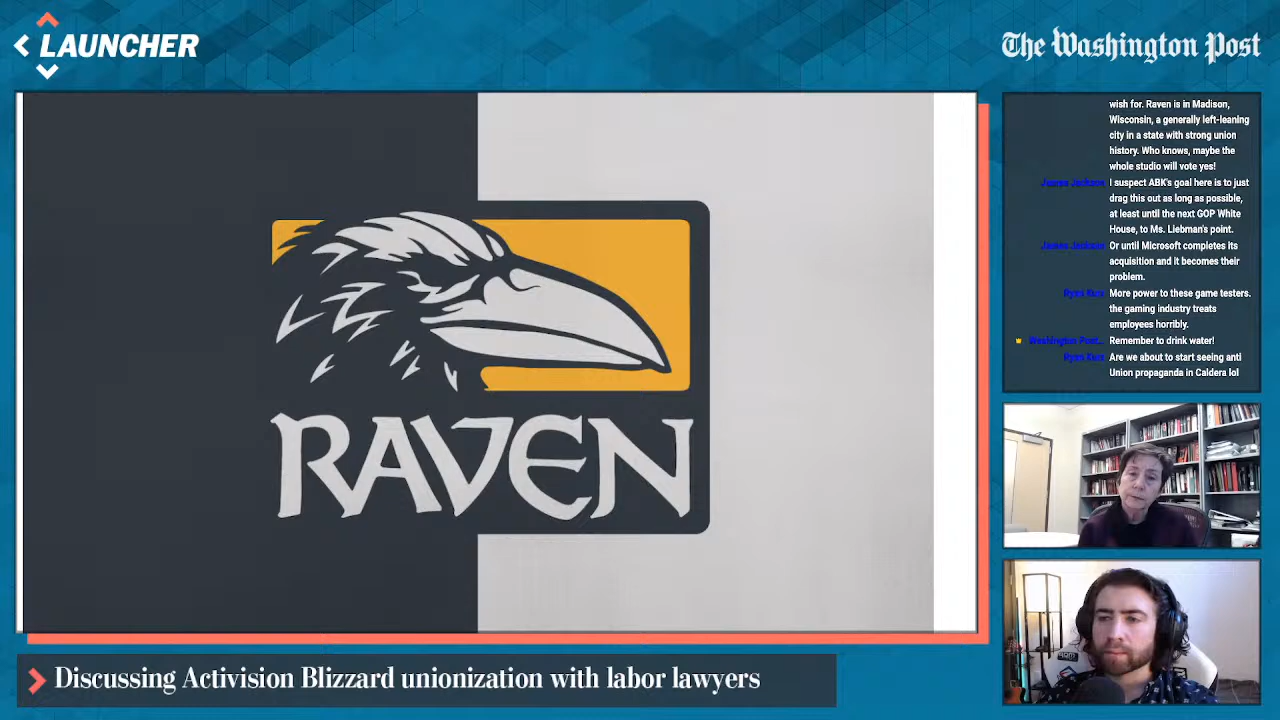 LAUNCHER
The Washington Post
wish for. Raven is in Madison,
Wisconsin, a generally left-leaning
city in a state with strong union
history. Who knows, maybe the
whole studio will vote yes!
I suspect ABK's goal here is to just
drag this out as long as possible,
at least until the next GOP White
House, to Ms. Liebman's point.
Or until Microsoft completes its
acquisition and it becomes their
problem.
More power to these game testers.
the gaming industry treats
employees horribly.
Washington Post... Remember to drink water!
Are we about to start seeing anti
Union propaganda in Caldera lol
RAVEN
Discussing Activision Blizzard unionization with labor lawyers